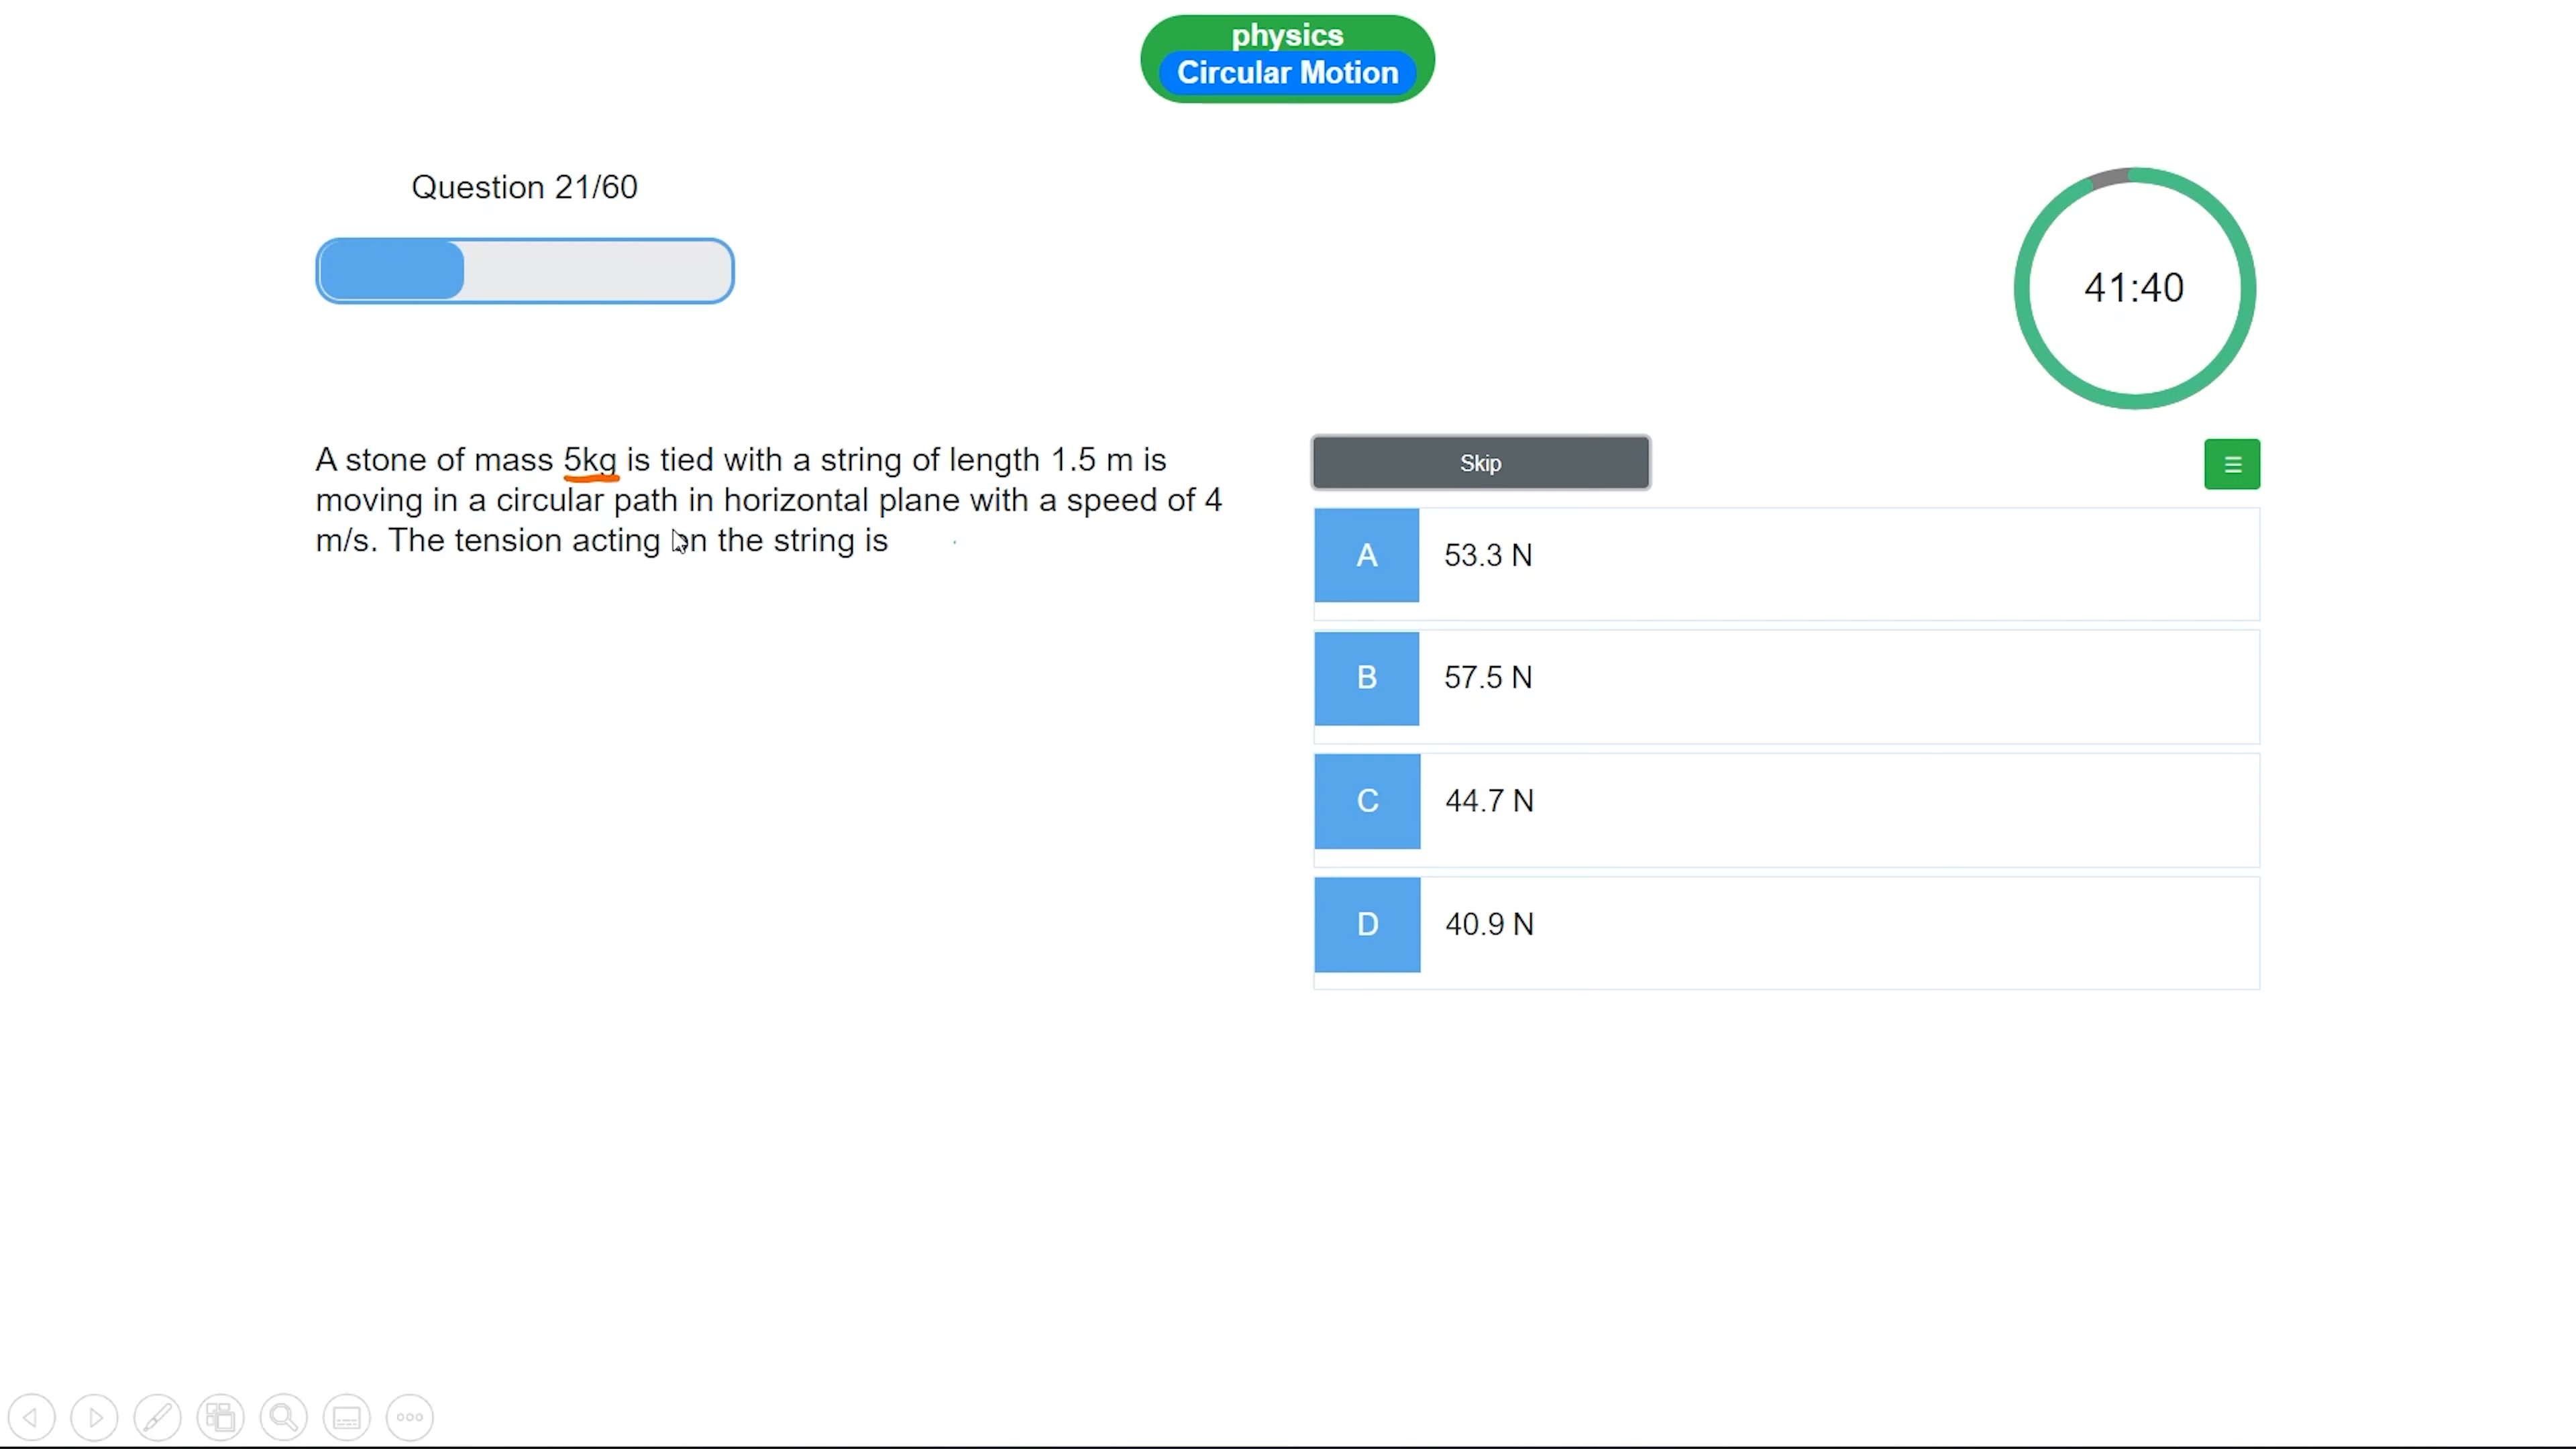 physics
Circular Motion
Question 21/60
41:40
A stone of mass 5kg is tied with a string of length 1.5 m is
moving in a circular path in horizontal plane with a speed of 4
m/s. The tension acting on the string is
Skip
A
53.3 N
B
57.5 N
C
44.7 N
D
40.9 N